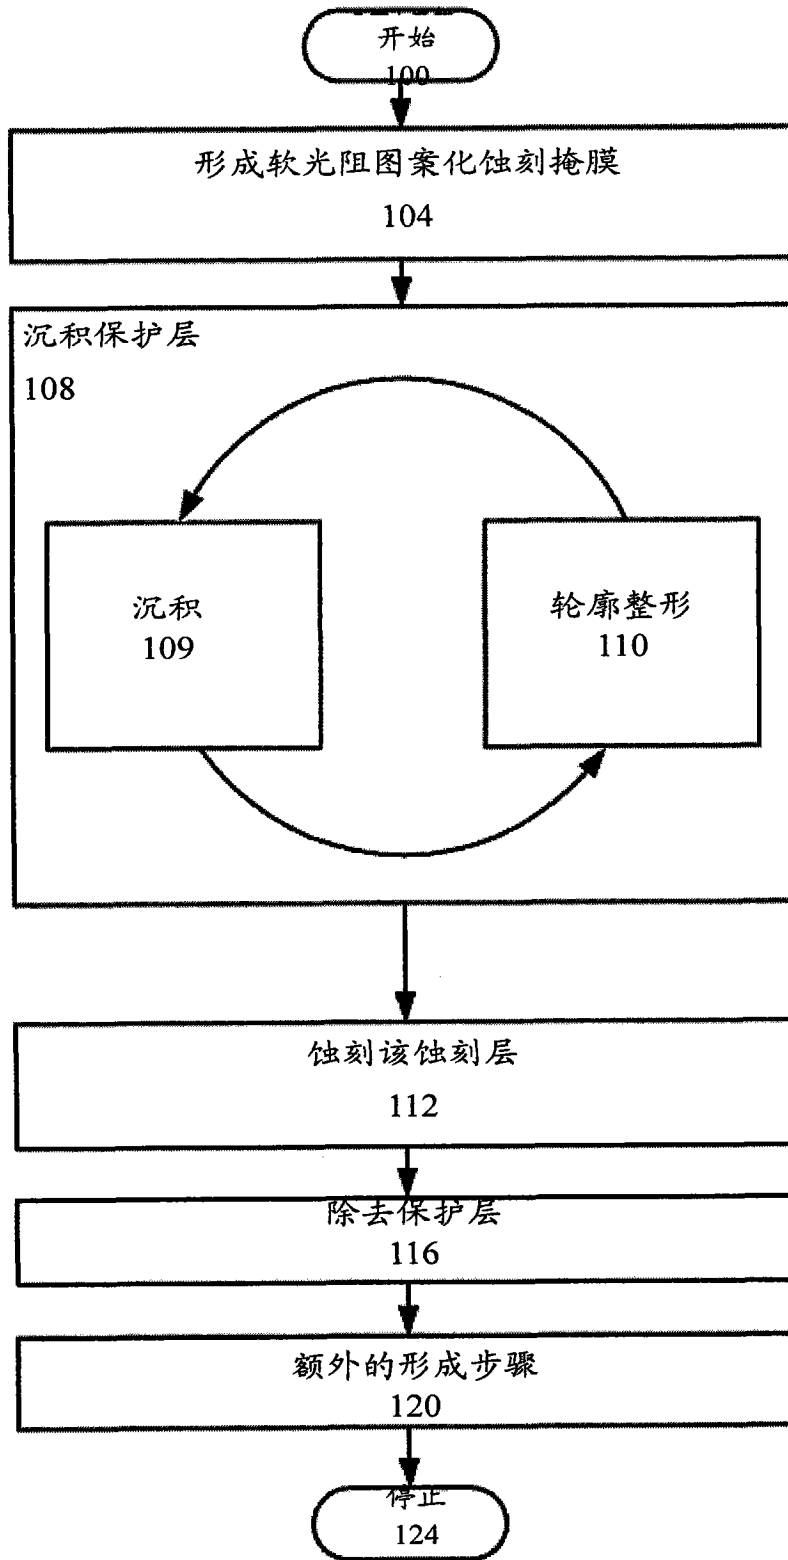 开始
100
形成软光阻图案化蚀刻掩膜
104
沉积保护层
108
沉积
109
轮廓整形
110
蚀刻该蚀刻层
112
除去保护层
116
额外的形成步骤
120
停止
124